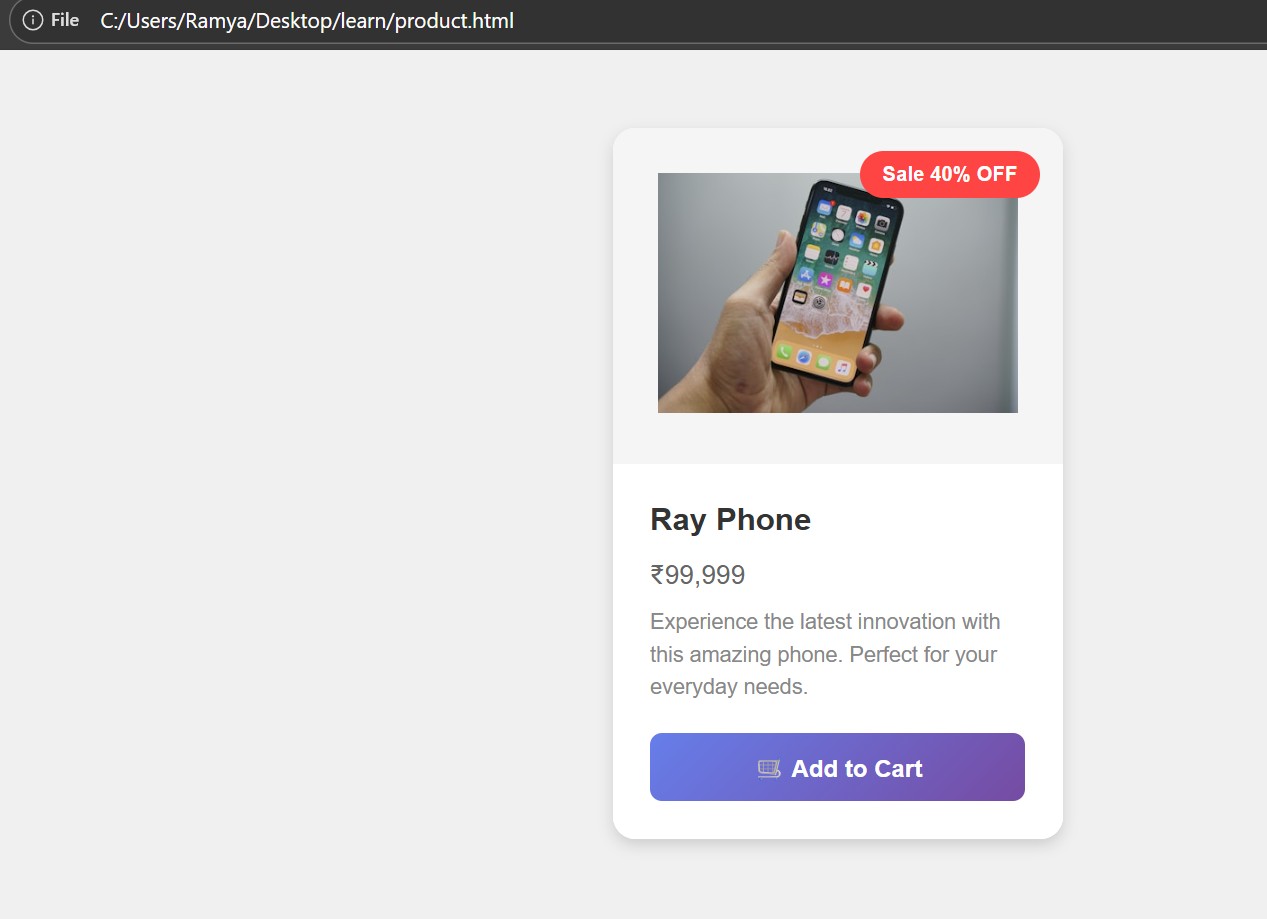 File C:/Users/Ramya/Desktop/learn/product.html
Sale 40% OFF
Ray Phone
₹99,999
Experience the latest innovation with
this amazing phone. Perfect for your
everyday needs.
🛒 Add to Cart